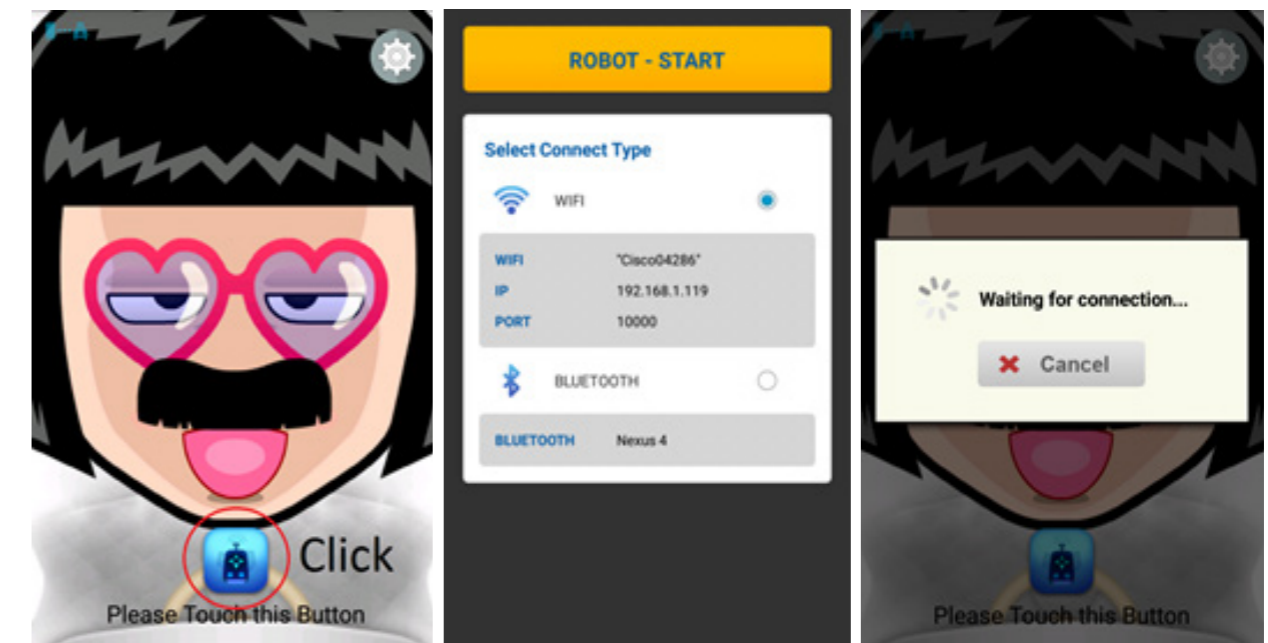 Click
Please Touch this Button
ROBOT - START
Select Connect Type
WIFI
WIFI "Cisco04286"
IP 192.168.1.119
PORT 10000
BLUETOOTH
BLUETOOTH Nexus 4
Waiting for connection...
Cancel
Please Touch this Button